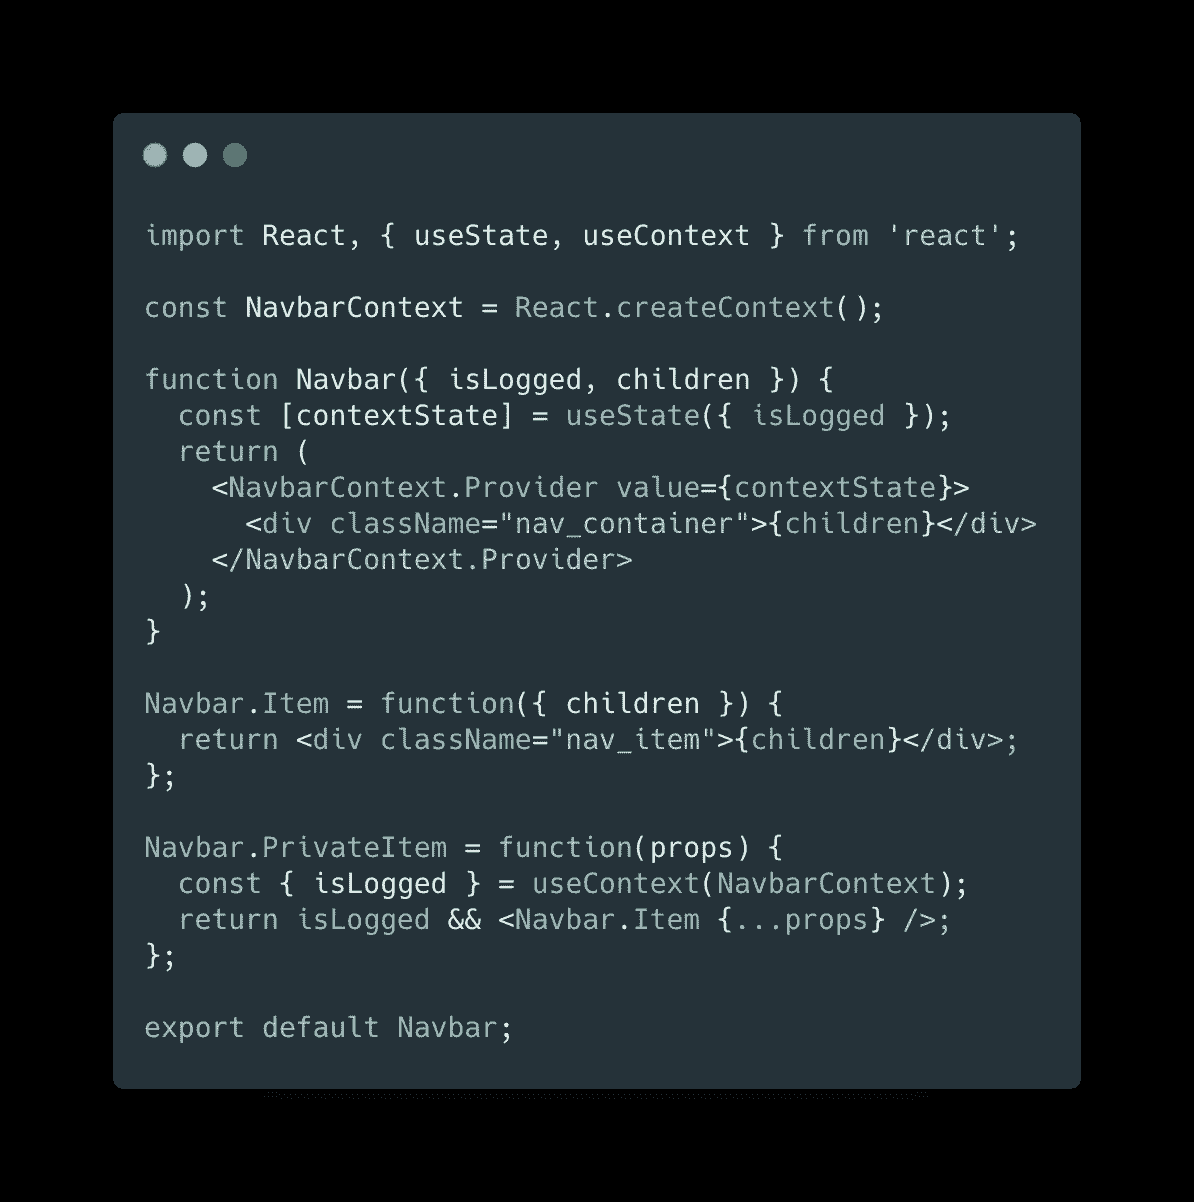 import React, { useState, useContext } from 'react';
const NavbarContext = React.createContext();
function Navbar({ isLogged, children }) {
  const [contextState] = useState({ isLogged });
  return (
    <NavbarContext.Provider value={contextState}>
      <div className="nav_container">{children}</div>
    </NavbarContext.Provider>
  );
}
Navbar.Item = function({ children }) {
  return <div className="nav_item">{children}</div>;
};
Navbar.PrivateItem = function(props) {
  const { isLogged } = useContext(NavbarContext);
  return isLogged && <Navbar.Item {...props} />;
};
export default Navbar;